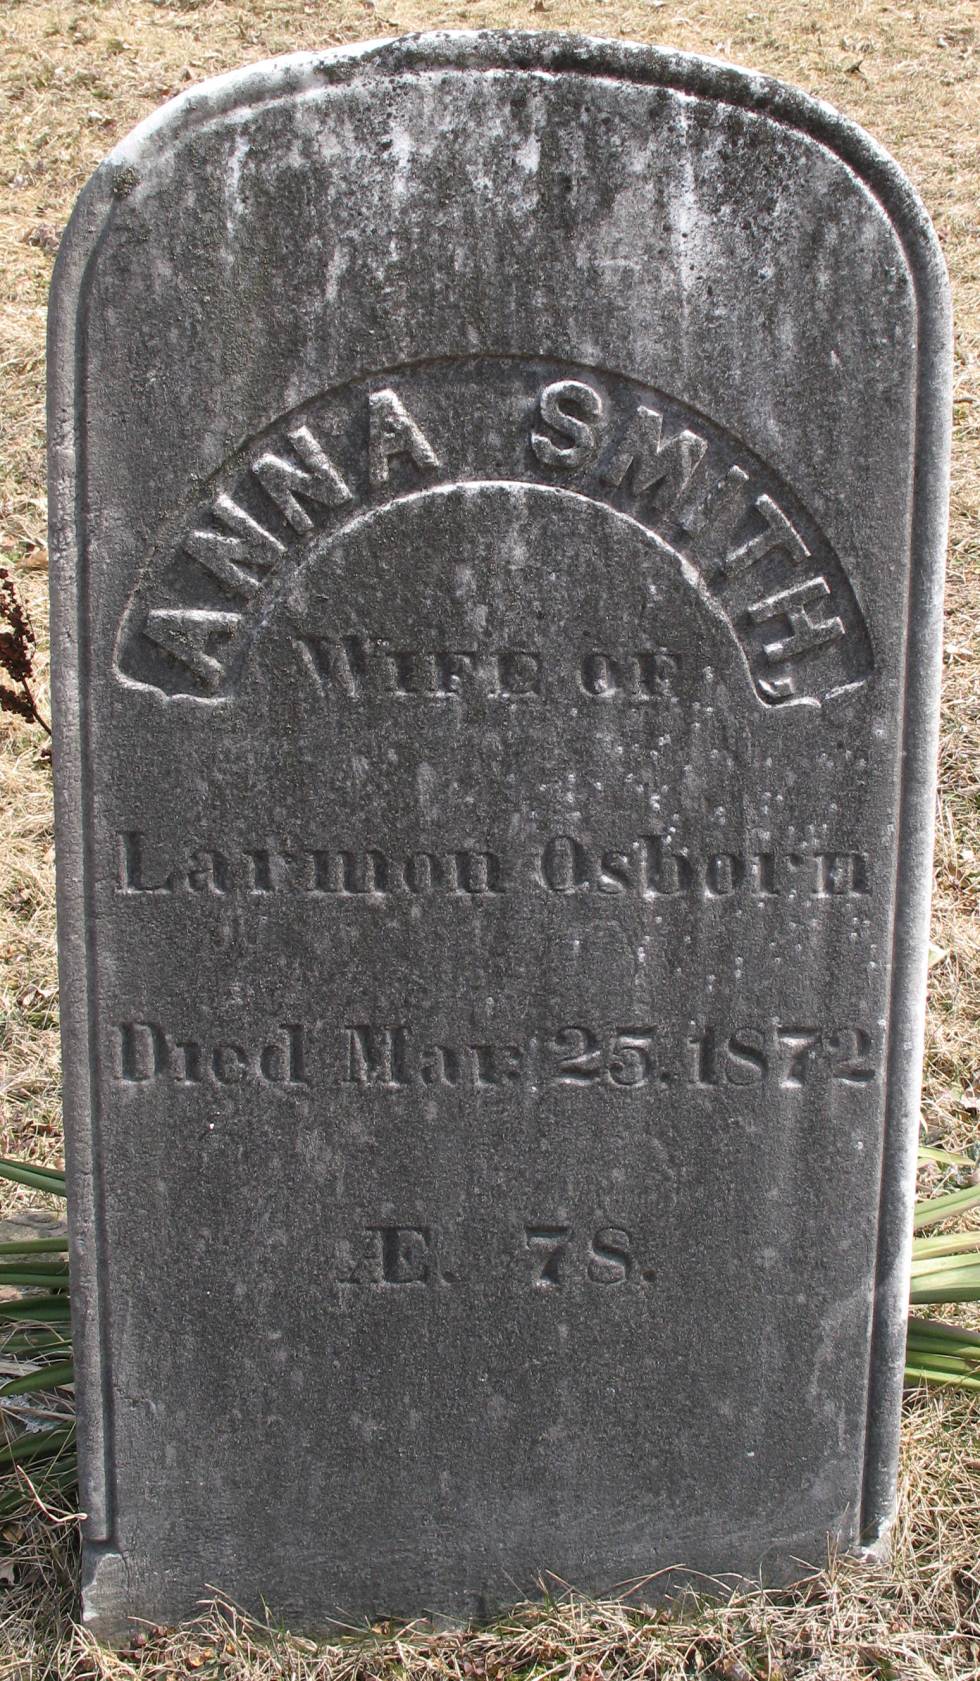 ANNA SMITH,
WIFE OF
Larmon Osborn
Died Mar. 25, 1872
Æ. 78.